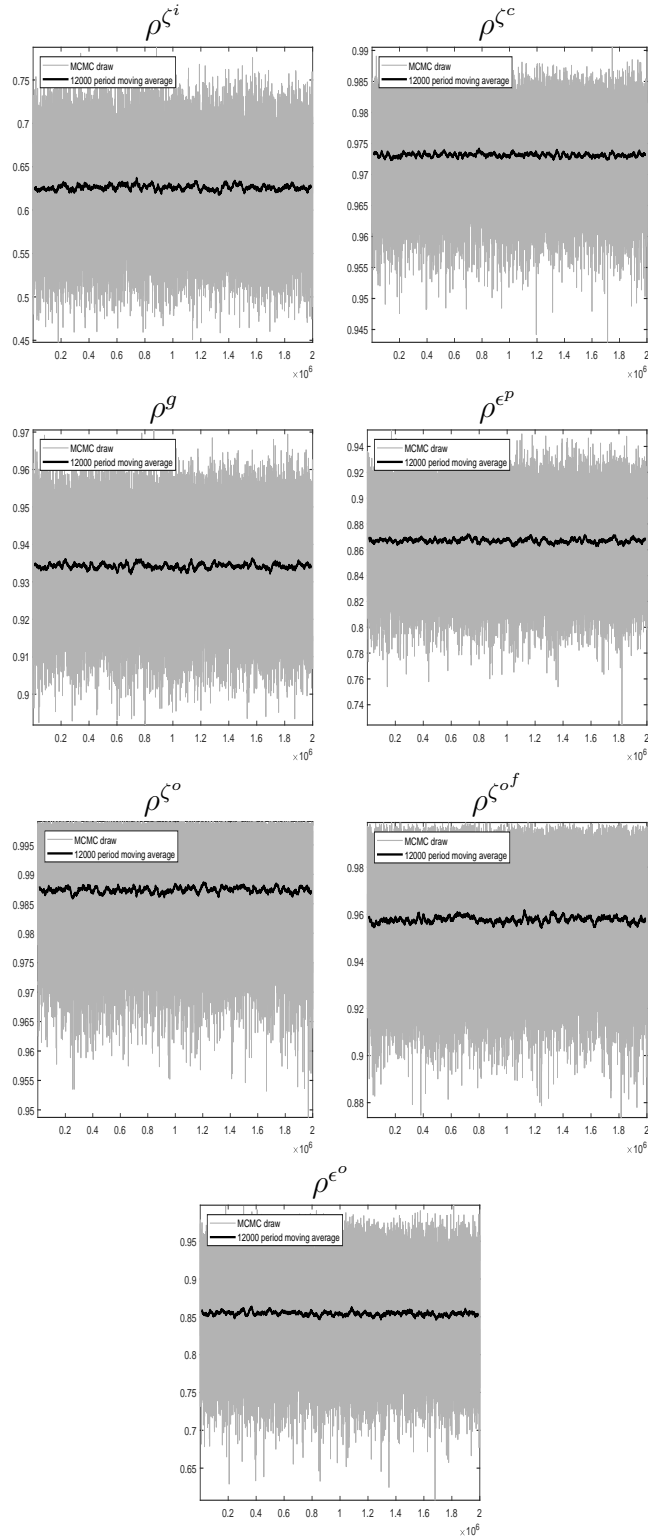 ρ^{ζ^i}
MCMC draw
12000 period moving average
0.75
0.7
0.65
0.6
0.55
0.5
0.45
0.2 0.4 0.6 0.8 1 1.2 1.4 1.6 1.8 2
×10^6
ρ^{ζ^c}
MCMC draw
12000 period moving average
0.99
0.985
0.98
0.975
0.97
0.965
0.96
0.955
0.95
0.945
0.2 0.4 0.6 0.8 1 1.2 1.4 1.6 1.8 2
×10^6
ρ^g
MCMC draw
12000 period moving average
0.97
0.96
0.95
0.94
0.93
0.92
0.91
0.9
0.2 0.4 0.6 0.8 1 1.2 1.4 1.6 1.8 2
×10^6
ρ^{ϵ^p}
MCMC draw
12000 period moving average
0.94
0.92
0.9
0.88
0.86
0.84
0.82
0.8
0.78
0.76
0.74
0.2 0.4 0.6 0.8 1 1.2 1.4 1.6 1.8 2
×10^6
ρ^{ζ^o}
MCMC draw
12000 period moving average
0.995
0.99
0.985
0.98
0.975
0.97
0.965
0.96
0.955
0.95
0.2 0.4 0.6 0.8 1 1.2 1.4 1.6 1.8 2
×10^6
ρ^{ζ^{o^f}}
MCMC draw
12000 period moving average
0.98
0.96
0.94
0.92
0.9
0.88
0.2 0.4 0.6 0.8 1 1.2 1.4 1.6 1.8 2
×10^6
ρ^{ϵ^o}
MCMC draw
12000 period moving average
0.95
0.9
0.85
0.8
0.75
0.7
0.65
0.2 0.4 0.6 0.8 1 1.2 1.4 1.6 1.8 2
×10^6